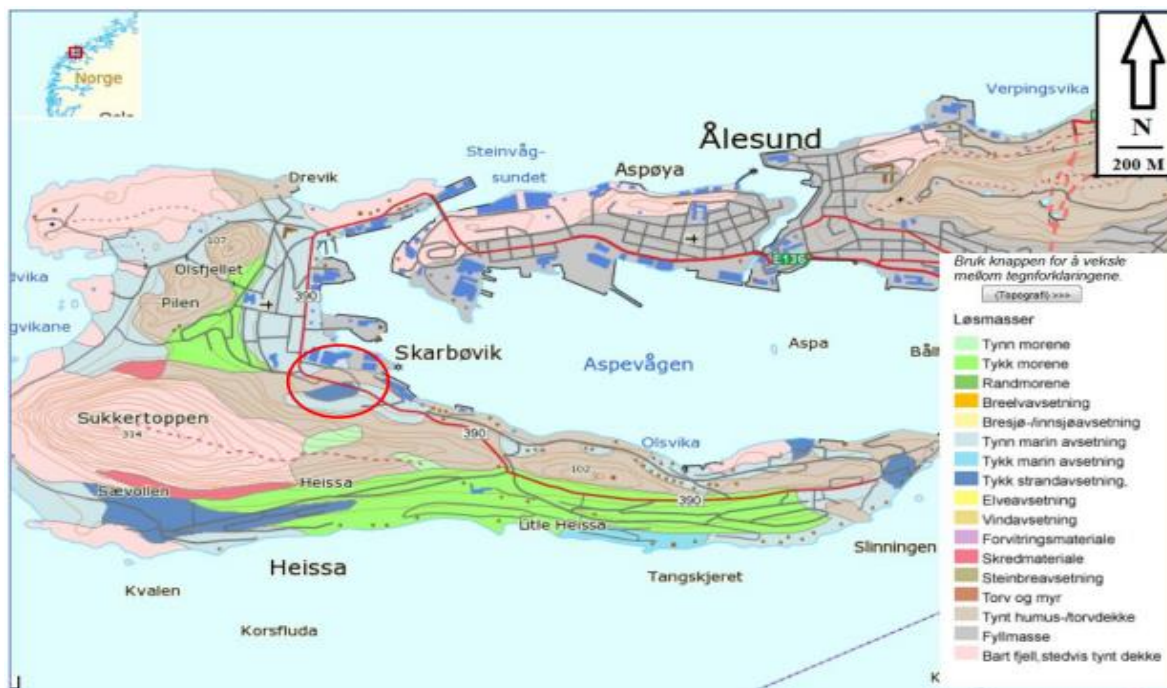 Norge
N
200 M
Verpingsvika
Ålesund
Steinvåg-
sundet
Aspøya
Drevik
107
Olsfjellet
Pilen
390
E136
Skarbøvik
Aspevågen
Aspa
Sukkertoppen
314
390
Olsvika
102
Sævollen
Heissa
390
Litle Heissa
Slinningen
Heissa
Tangskjeret
Kvalen
Korsfluda
Bruk knappen for å veksle
mellom tegnforklaringene.
(Topografi) >>>
Løsmasser
Tynn morene
Tykk morene
Randmorene
Breelvavsetning
Bresjø-/innsjøavsetning
Tynn marin avsetning
Tykk marin avsetning
Tykk strandavsetning.
Elveavsetning
Vindavsetning
Forvitringsmateriale
Skredmateriale
Steinbreavsetning
Torv og myr
Tynt humus-/torvdekke
Fyllmasse
Bart fjell,stedvis tynt dekke